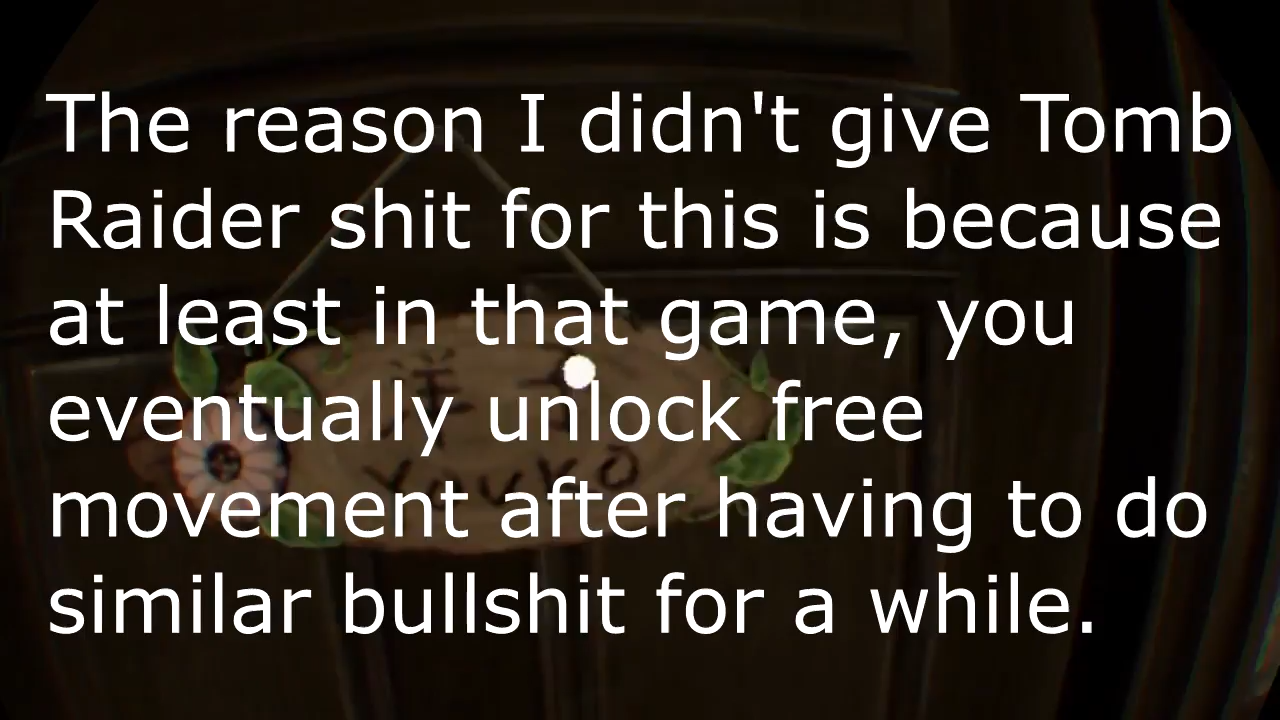 The reason I didn't give Tomb
Raider shit for this is because
at least in that game, you
eventually unlock free
movement after having to do
similar bullshit for a while.
Yuuko